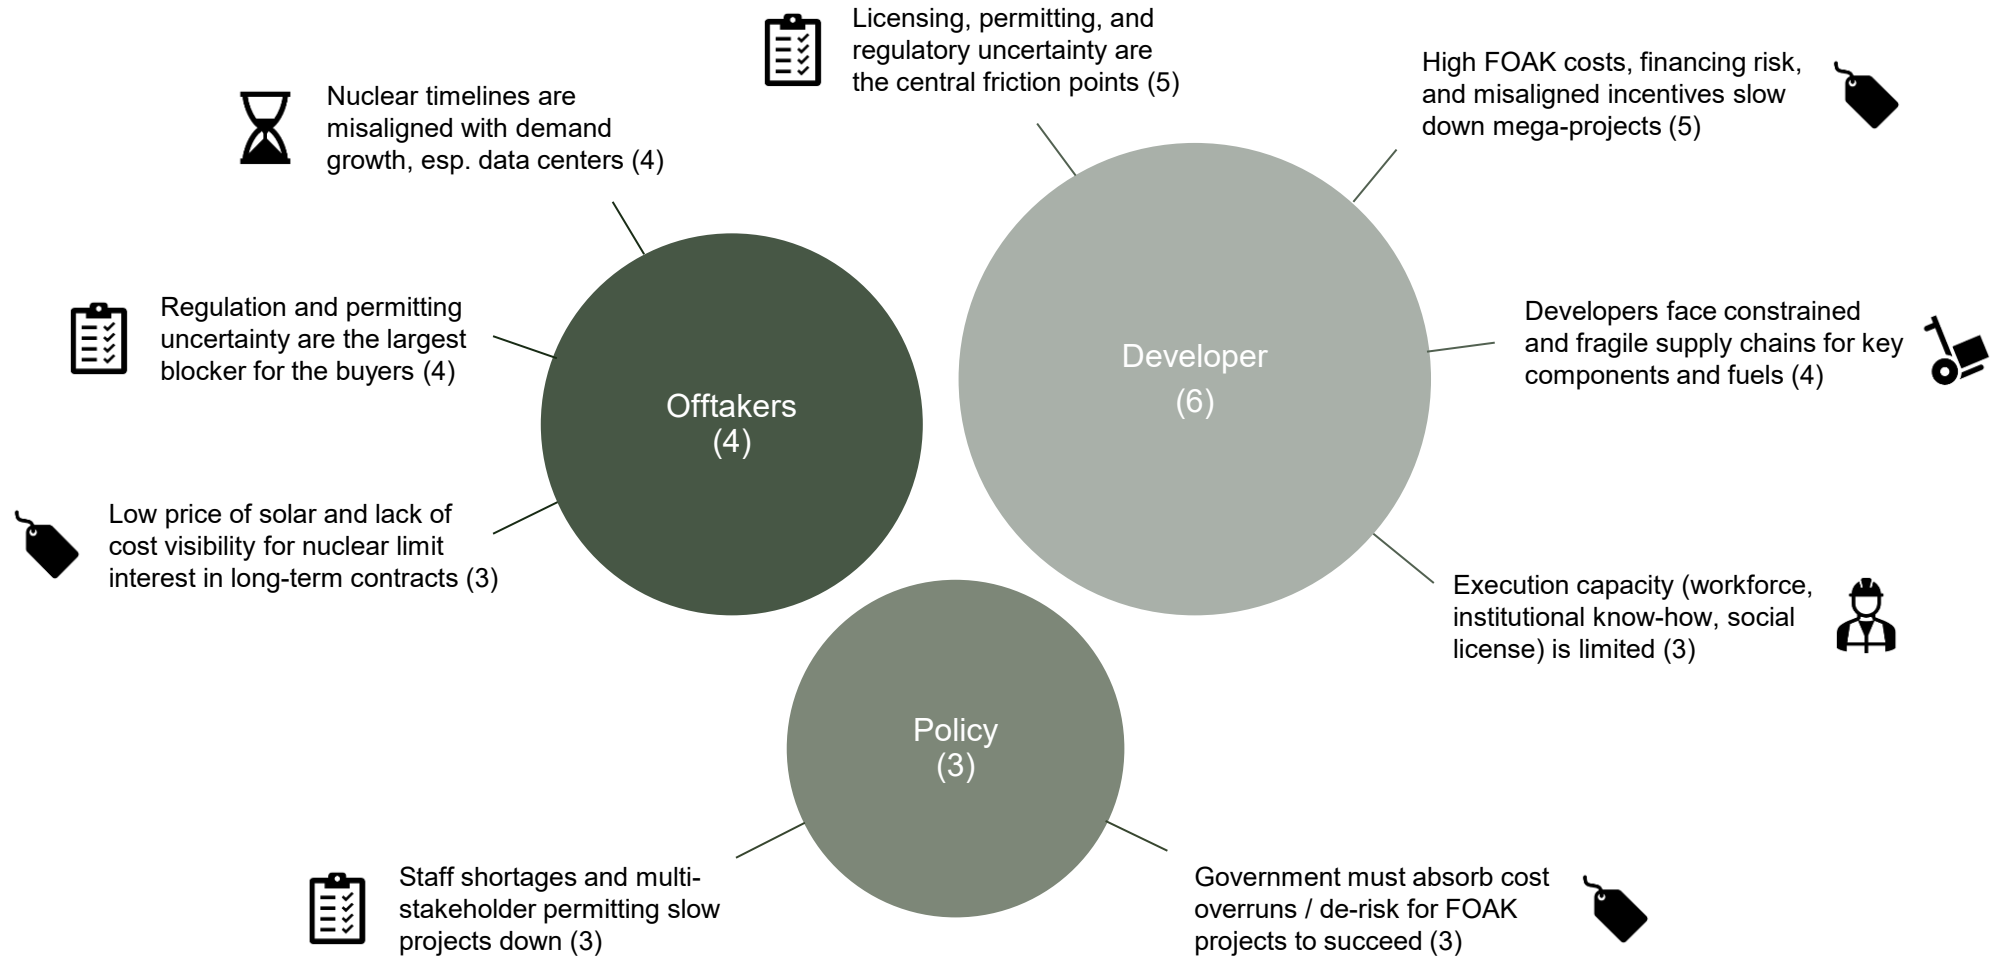 Licensing, permitting, and
regulatory uncertainty are
the central friction points (5)
High FOAK costs, financing risk,
and misaligned incentives slow
down mega-projects (5)
Nuclear timelines are
misaligned with demand
growth, esp. data centers (4)
Regulation and permitting
uncertainty are the largest
blocker for the buyers (4)
Developers face constrained
and fragile supply chains for key
components and fuels (4)
Developer
(6)
Offtakers
(4)
Low price of solar and lack of
cost visibility for nuclear limit
interest in long-term contracts (3)
Execution capacity (workforce,
institutional know-how, social
license) is limited (3)
Policy
(3)
Staff shortages and multi-
stakeholder permitting slow
projects down (3)
Government must absorb cost
overruns / de-risk for FOAK
projects to succeed (3)